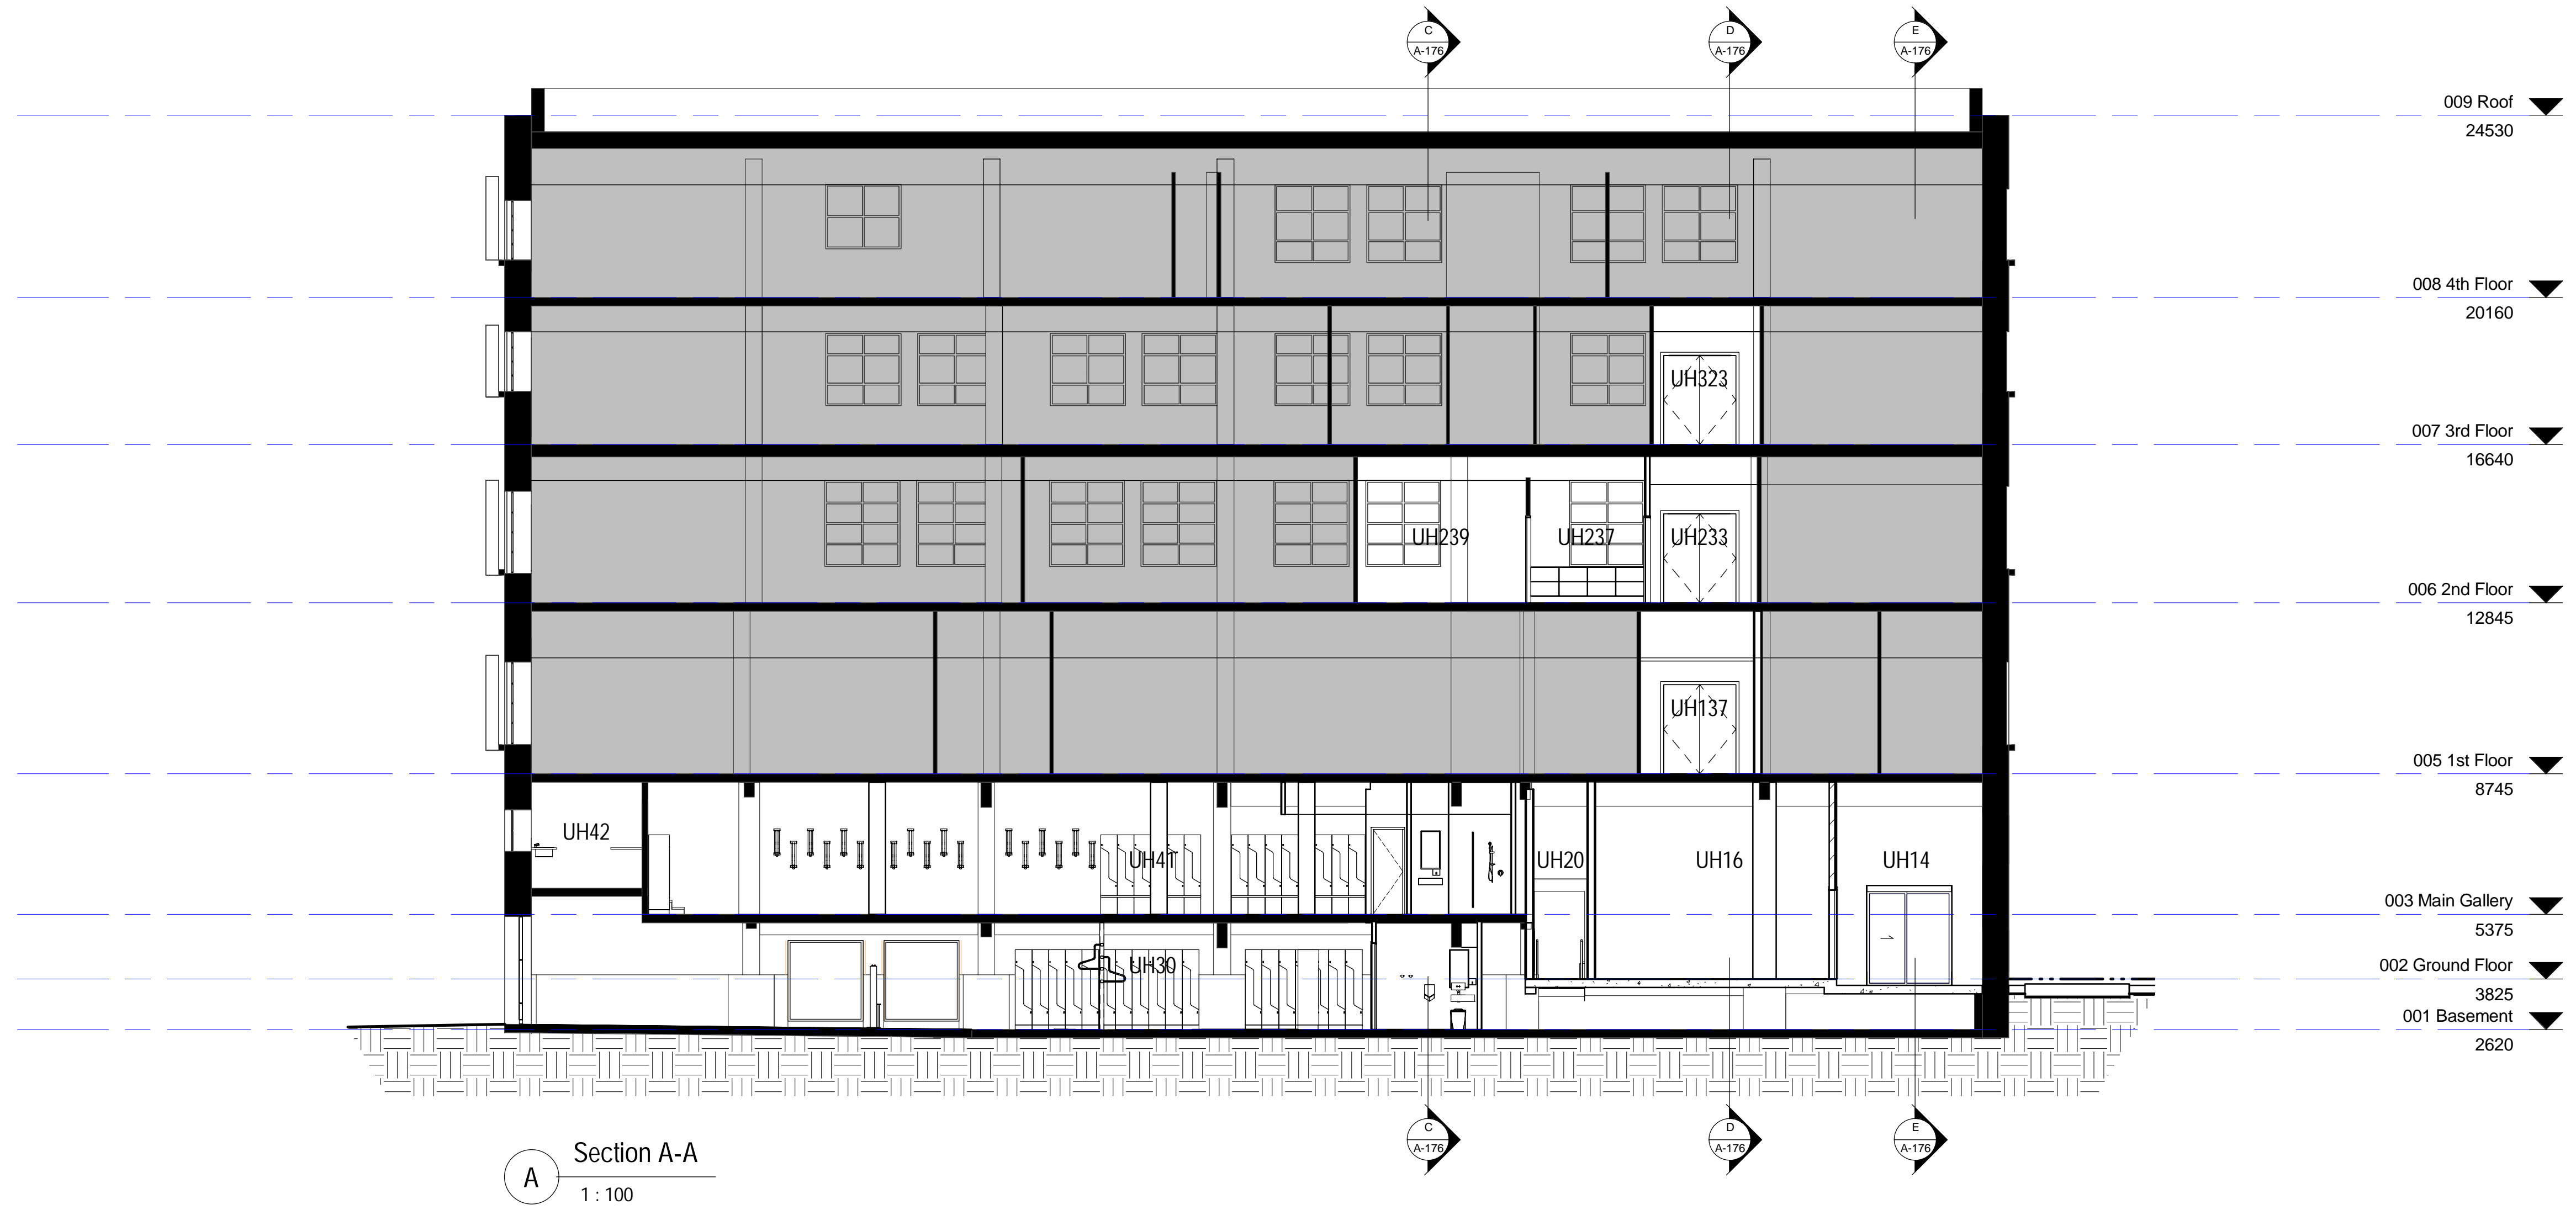 C
A-176
D
A-176
E
A-176
009 Roof
24530
008 4th Floor
20160
UH323
007 3rd Floor
16640
UH239
UH237
UH233
006 2nd Floor
12845
UH137
005 1st Floor
8745
UH42
UH41
UH20
UH16
UH14
003 Main Gallery
5375
UH30
002 Ground Floor
3825
001 Basement
2620
C
A-176
D
A-176
E
A-176
A
Section A-A
1 : 100